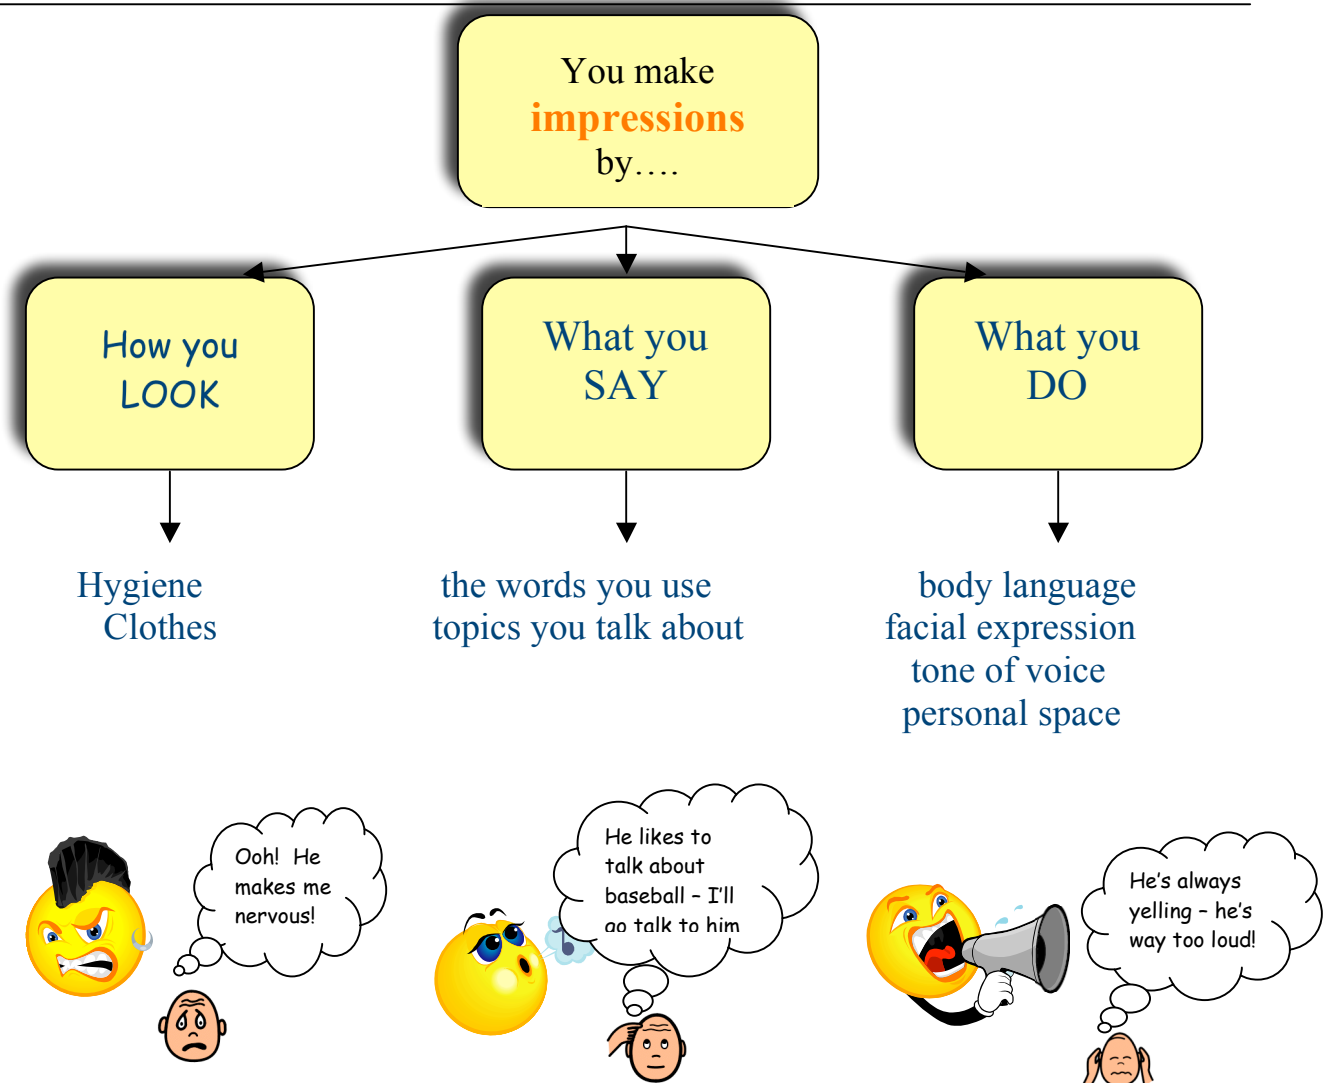 You make
impressions
by….
How you
LOOK
What you
SAY
What you
DO
Hygiene
Clothes
the words you use
topics you talk about
body language
facial expression
tone of voice
personal space
Ooh!  He
makes me
nervous!
He likes to
talk about
baseball – I'll
go talk to him
He's always
yelling – he's
way too loud!